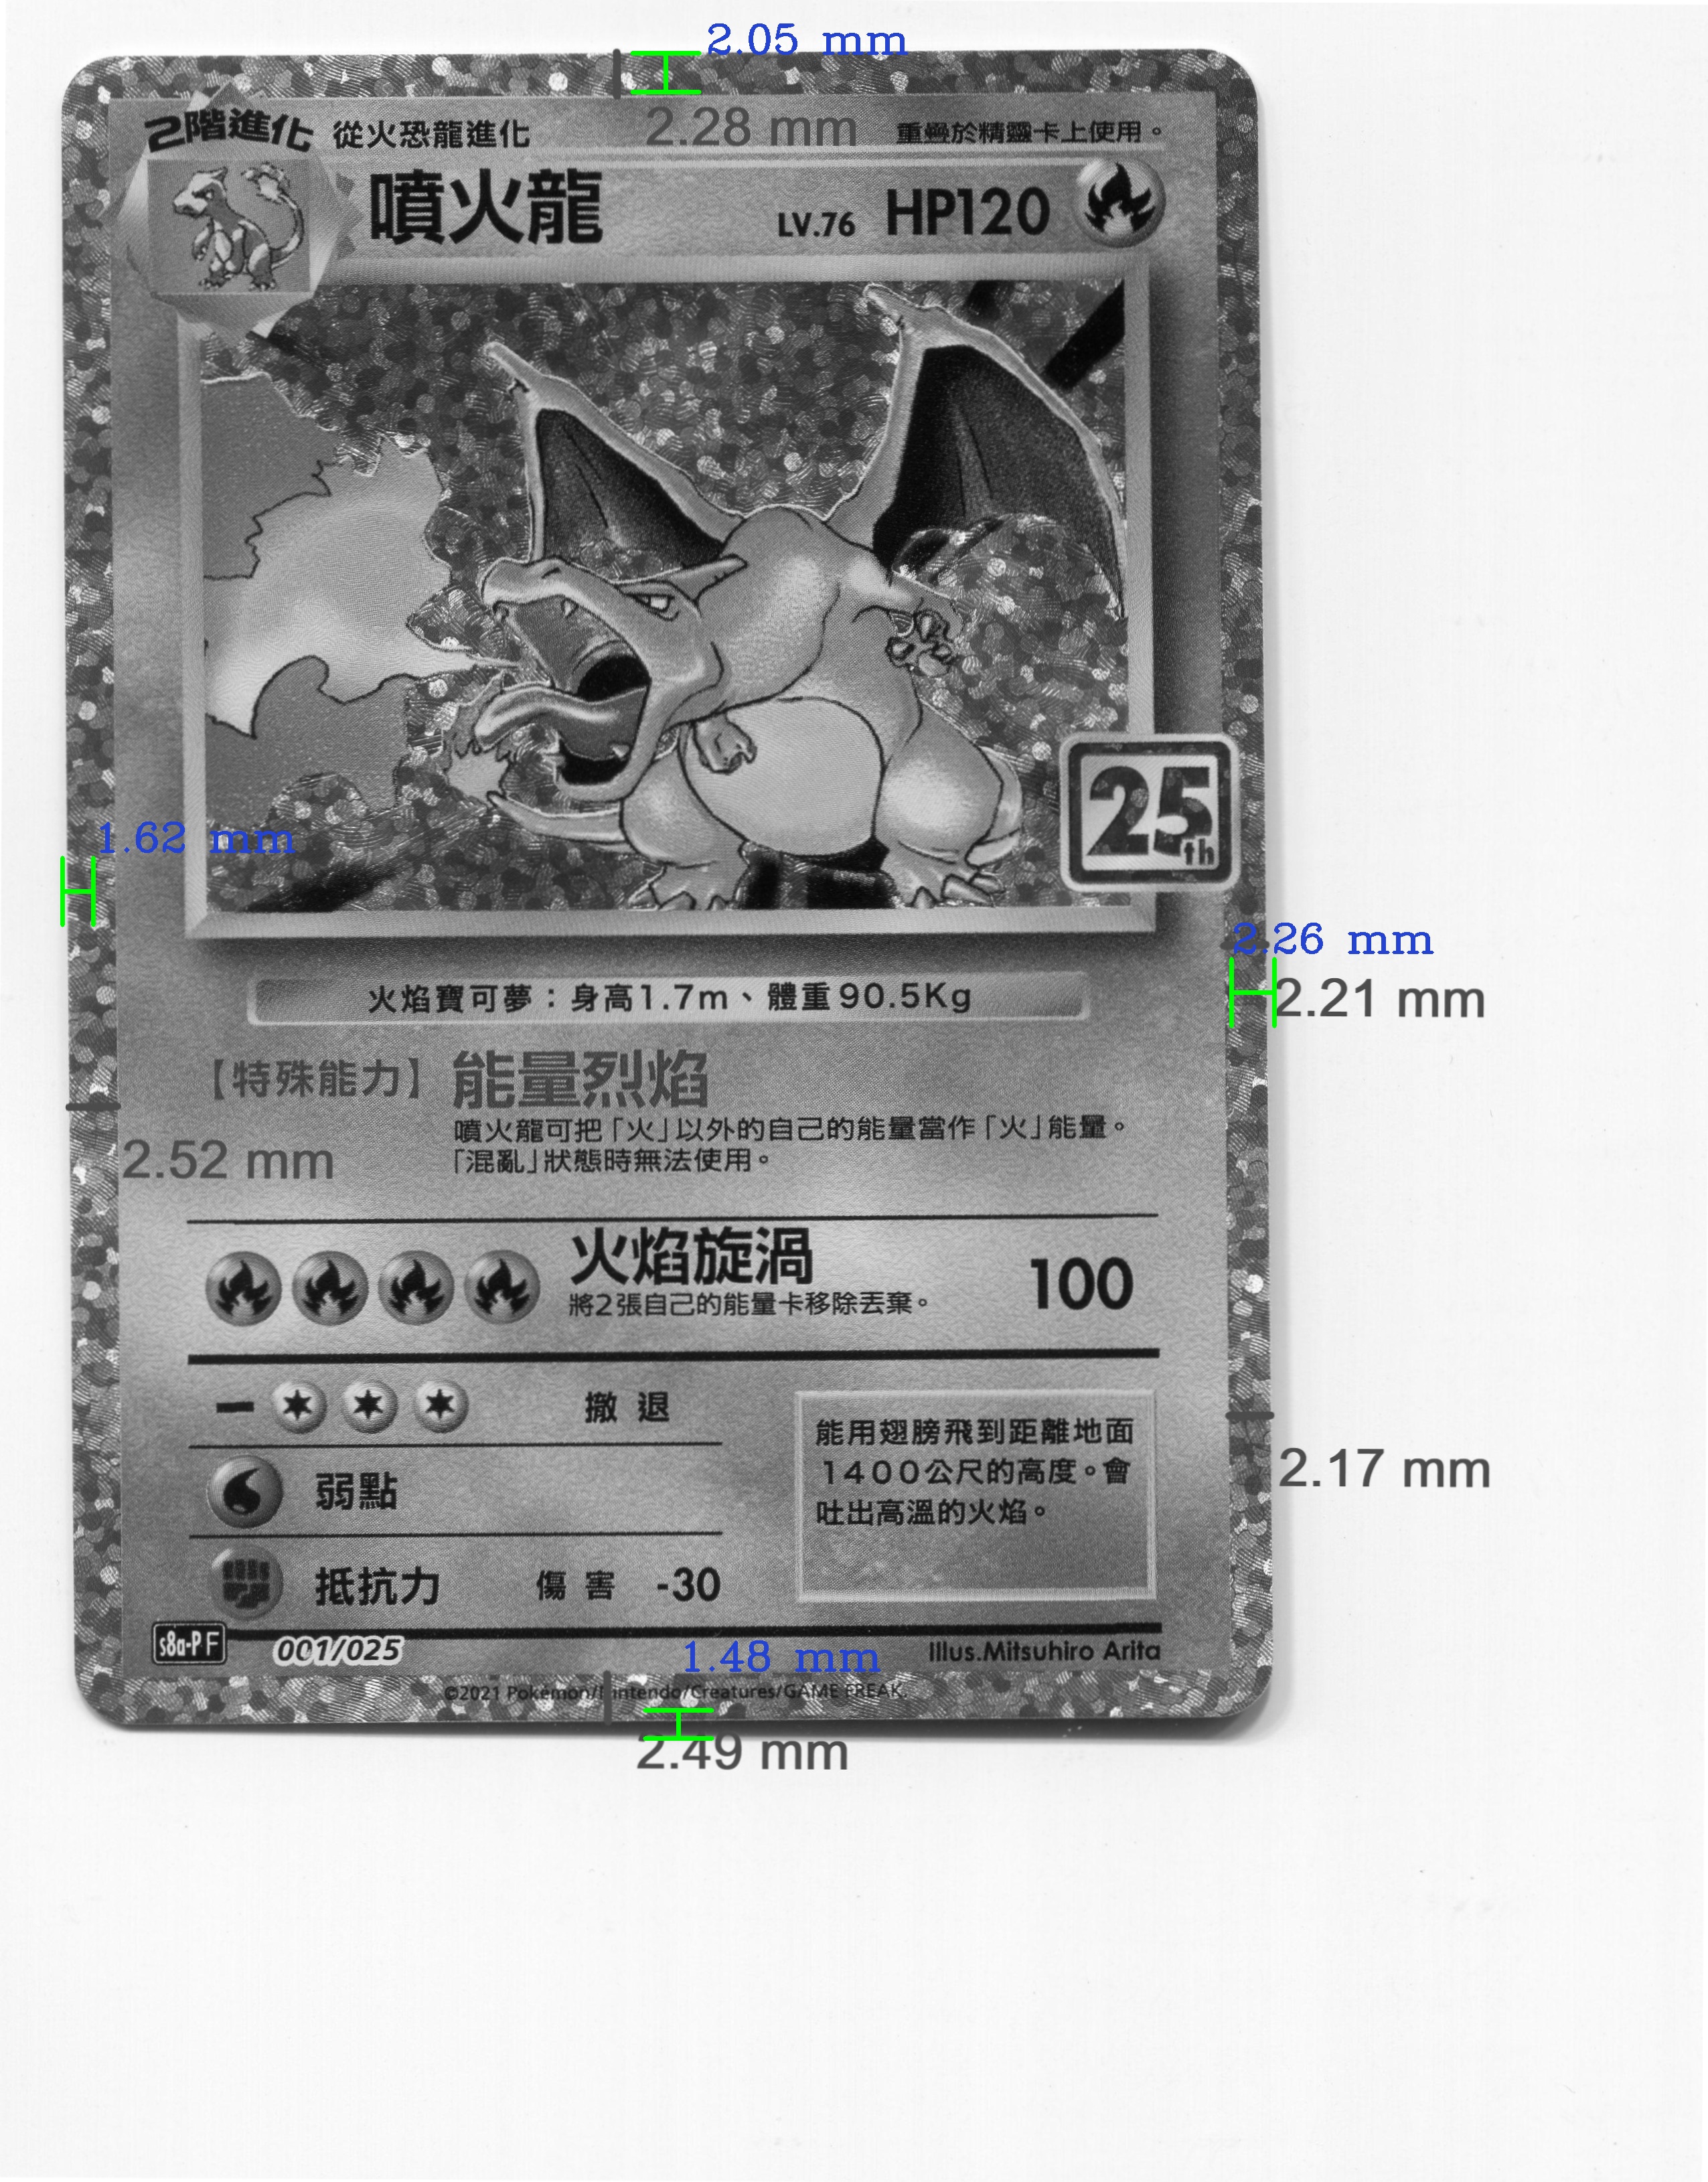 2.05 mm
2階進化 從火恐龍進化 2.28 mm 重疊於精靈卡上使用。
噴火龍 LV.76 HP120
25th
1.62 mm
2.26 mm
火焰寶可夢：身高1.7m、體重90.5Kg
2.21 mm
【特殊能力】 能量烈焰
噴火龍可把「火」以外的自己的能量當作「火」能量。
「混亂」狀態時無法使用。
2.52 mm
火焰旋渦 100
將2張自己的能量卡移除丟棄。
撤退
能用翅膀飛到距離地面
1400公尺的高度。會
吐出高溫的火焰。
2.17 mm
弱點
抵抗力 傷害 -30
s8a-P F 001/025
1.48 mm
Illus.Mitsuhiro Arita
©2021 Pokémon/Nintendo/Creatures/GAME FREAK.
2.49 mm